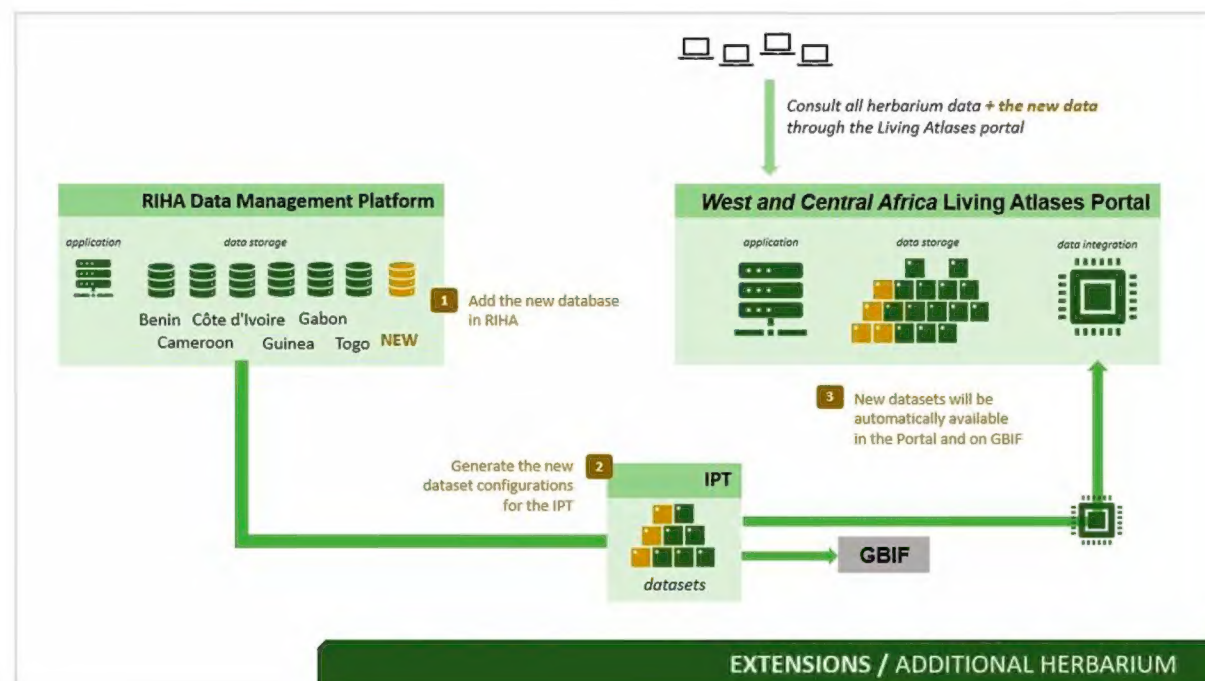 Consult all herbarium data + the new data
through the Living Atlases portal
RIHA Data Management Platform
application
data storage
Benin Côte d'Ivoire Gabon
Cameroon Guinea Togo NEW
1 Add the new database
in RIHA
West and Central Africa Living Atlases Portal
application
data storage
data integration
3 New datasets will be
automatically available
in the Portal and on GBIF
Generate the new 2
dataset configurations
for the IPT
IPT
datasets
GBIF
EXTENSIONS / ADDITIONAL HERBARIUM